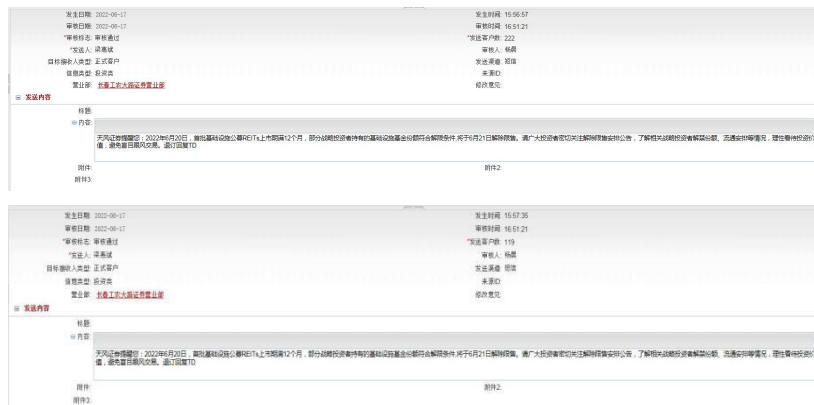 发生日期: 2022-06-17 发生时间: 15:56:57
审核日期: 2022-06-17 审核时间: 16:51:21
*审核标志: 审核通过 *发送客户数: 222
*发送人: 梁惠斌 审核人: 杨晨
目标接收人类型: 正式客户 发送渠道: 短信
信息类型: 投资类 来源ID:
营业部: 长春工农大路证券营业部 修改意见:
发送内容
标题:
内容:
天风证券提醒您：2022年6月20日，首批基础设施公募REITs上市期满12个月，部分战略投资者持有的基础设施基金份额符合解限条件,将于6月21日解除限售。请广大投资者密切关注解除限售安排公告，了解相关战略投资者解禁份额、流通安排等情况，理性看待投资价
值，避免盲目跟风交易。退订回复TD
附件: 附件2:
附件3:
发生日期: 2022-06-17 发生时间: 15:57:35
审核日期: 2022-06-17 审核时间: 16:51:21
*审核标志: 审核通过 *发送客户数: 119
*发送人: 梁惠斌 审核人: 杨晨
目标接收人类型: 正式客户 发送渠道: 短信
信息类型: 投资类 来源ID:
营业部: 长春工农大路证券营业部 修改意见:
发送内容
标题:
内容:
天风证券提醒您：2022年6月20日，首批基础设施公募REITs上市期满12个月，部分战略投资者持有的基础设施基金份额符合解限条件,将于6月21日解除限售。请广大投资者密切关注解除限售安排公告，了解相关战略投资者解禁份额、流通安排等情况，理性看待投资价
值，避免盲目跟风交易。退订回复TD
附件: 附件2:
附件3: